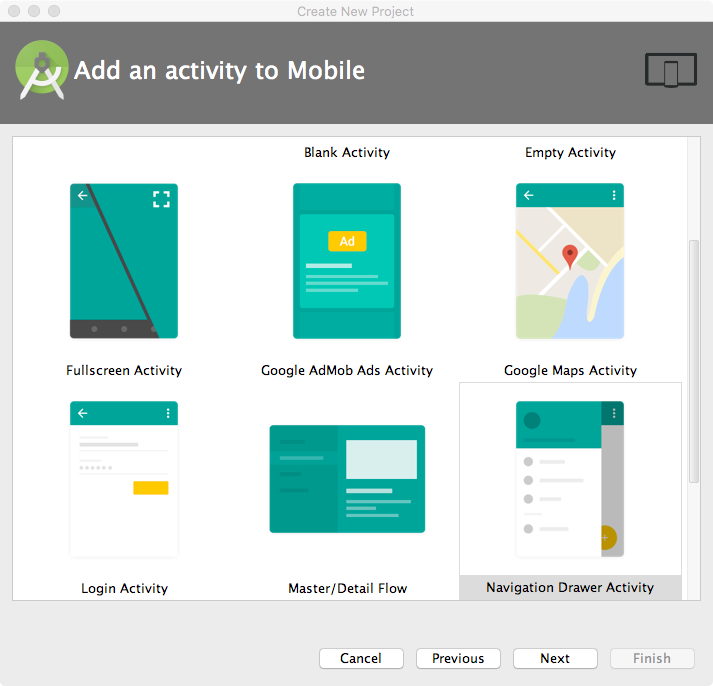 Create New Project
Add an activity to Mobile
Blank Activity
Empty Activity
Ad
Fullscreen Activity
Google AdMob Ads Activity
Google Maps Activity
Login Activity
Master/Detail Flow
Navigation Drawer Activity
Cancel
Previous
Next
Finish